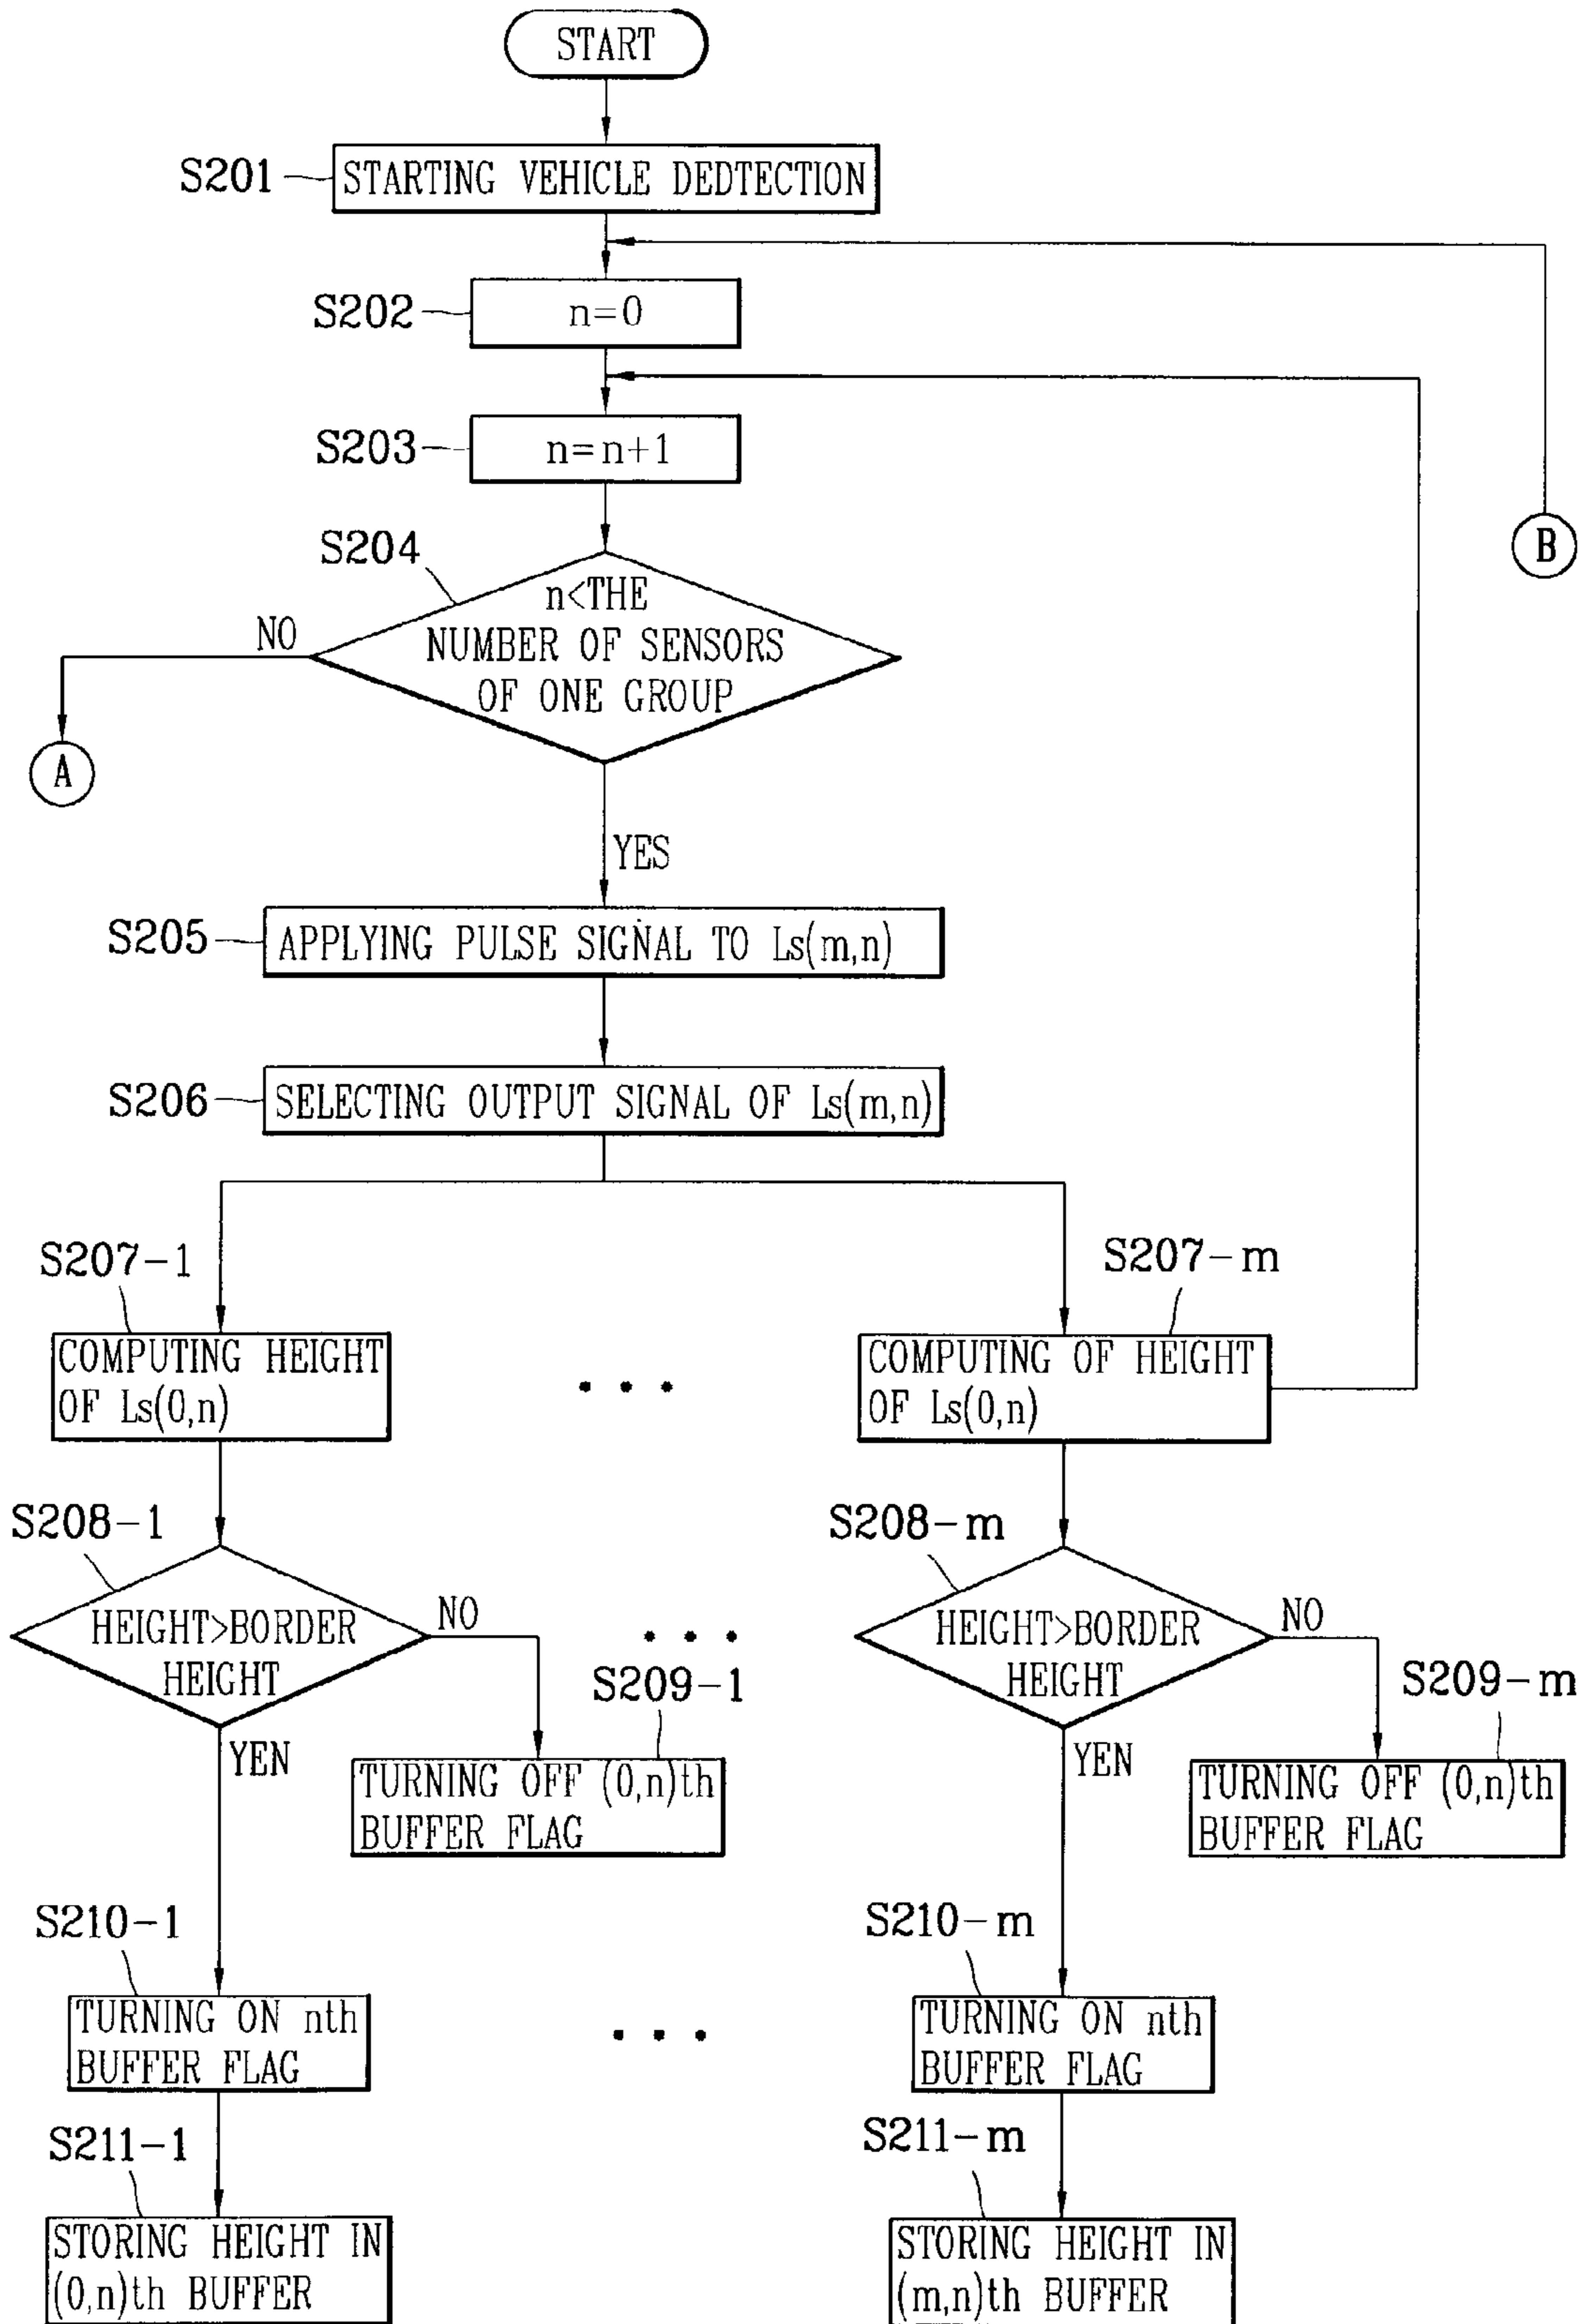 START
S201
STARTING VEHICLE DEDTECTION
S202
n=0
S203
n=n+1
B
S204
n<THE
NUMBER OF SENSORS
OF ONE GROUP
NO
A
YES
S205
APPLYING PULSE SIGNAL TO Ls(m,n)
S206
SELECTING OUTPUT SIGNAL OF Ls(m,n)
S207-1
COMPUTING HEIGHT
OF Ls(0,n)
S207-m
COMPUTING OF HEIGHT
OF Ls(0,n)
S208-1
HEIGHT>BORDER
HEIGHT
NO
YEN
S208-m
HEIGHT>BORDER
HEIGHT
NO
YEN
S209-1
TURNING OFF (0,n)th
BUFFER FLAG
S209-m
TURNING OFF (0,n)th
BUFFER FLAG
S210-1
TURNING ON nth
BUFFER FLAG
S210-m
TURNING ON nth
BUFFER FLAG
S211-1
STORING HEIGHT IN
(0,n)th BUFFER
S211-m
STORING HEIGHT IN
(m,n)th BUFFER